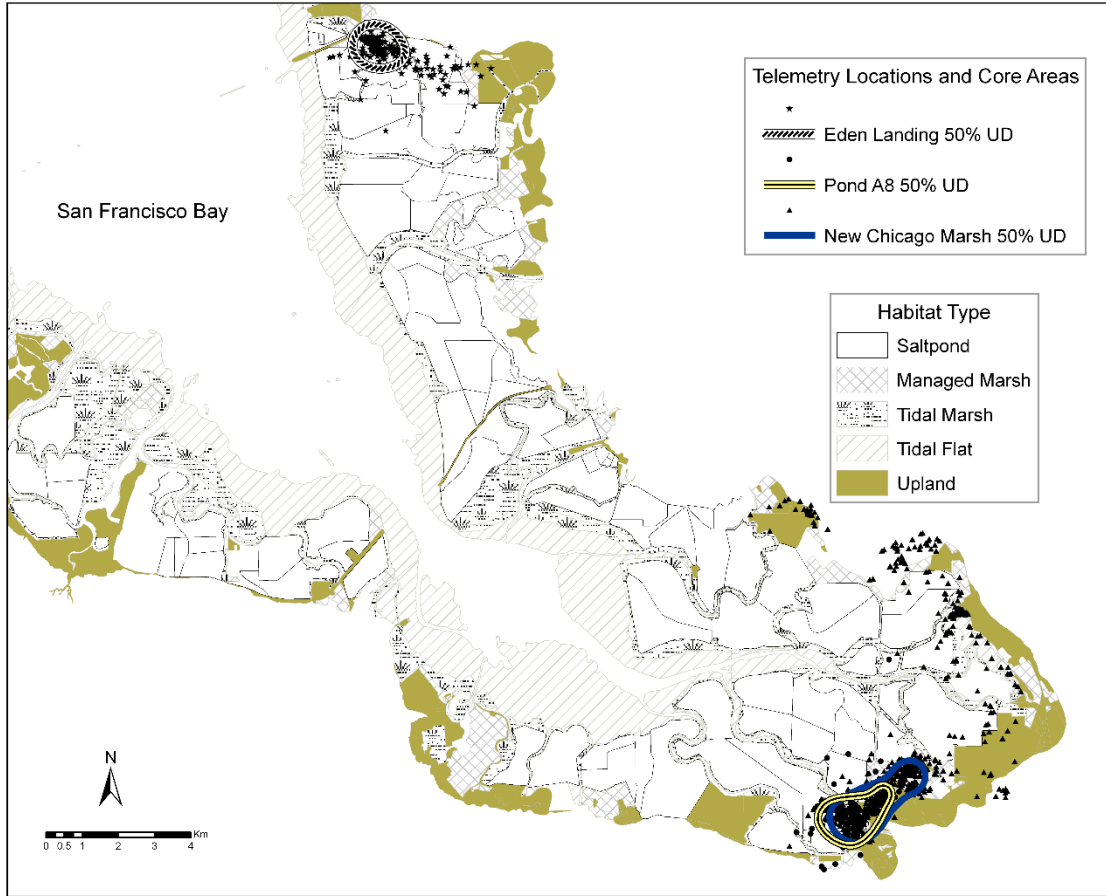 San Francisco Bay
Telemetry Locations and Core Areas
Eden Landing 50% UD
Pond A8 50% UD
New Chicago Marsh 50% UD
Habitat Type
Saltpond
Managed Marsh
Tidal Marsh
Tidal Flat
Upland
N
Km
0 0.5 1 2 3 4